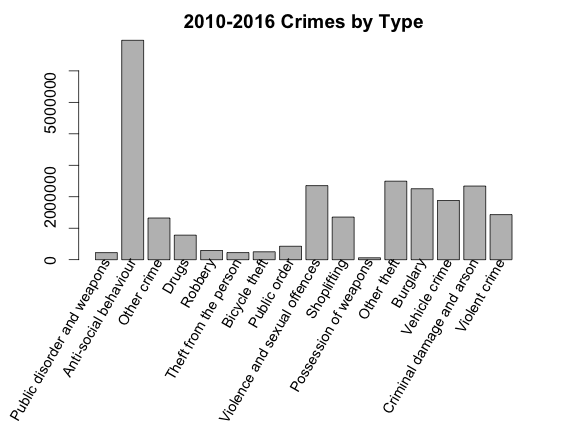 2010-2016 Crimes by Type
5000000
2000000
0
Public disorder and weapons
Anti-social behaviour
Other crime
Drugs
Robbery
Theft from the person
Bicycle theft
Public order
Violence and sexual offences
Shoplifting
Possession of weapons
Other theft
Burglary
Vehicle crime
Criminal damage and arson
Violent crime